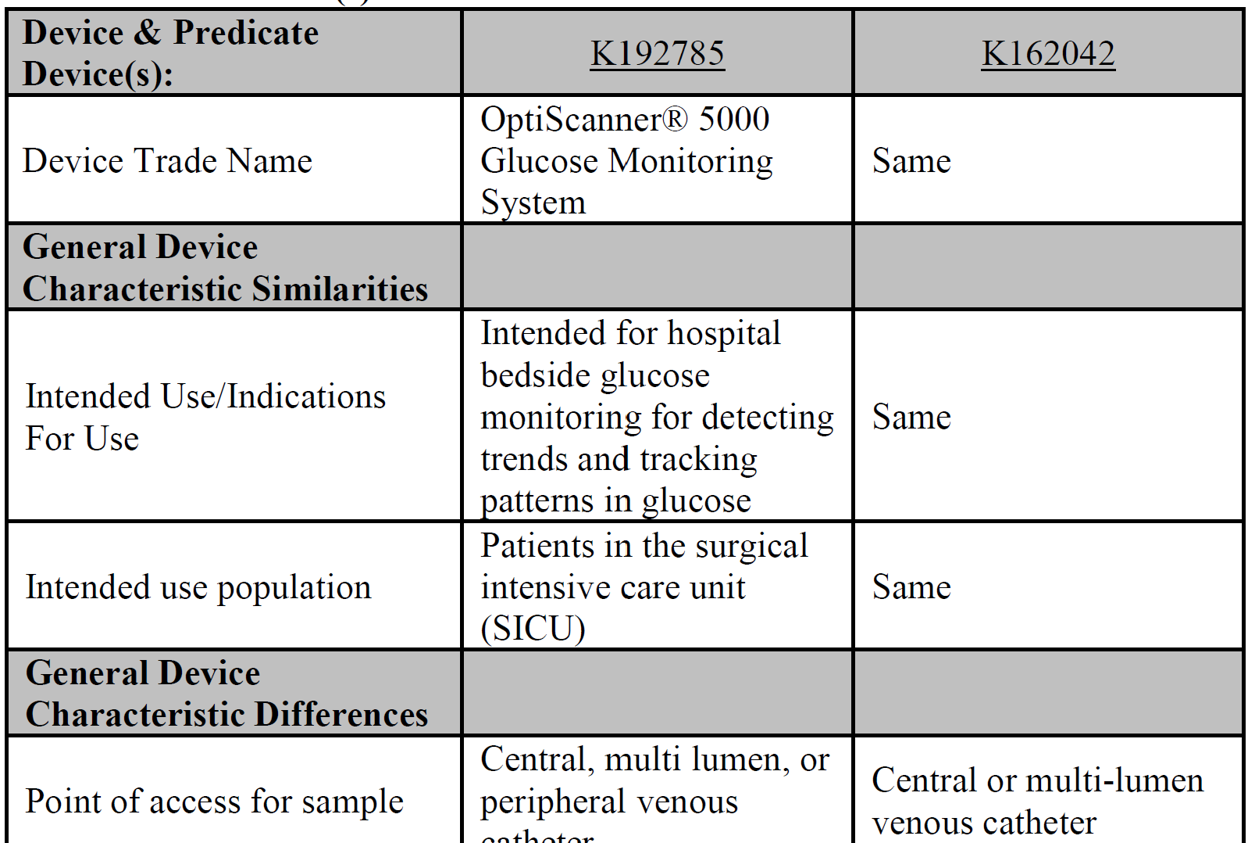 Device & Predicate
Device(s):
K192785
K162042
Device Trade Name
OptiScanner® 5000
Glucose Monitoring
System
Same
General Device
Characteristic Similarities
Intended Use/Indications
For Use
Intended for hospital
bedside glucose
monitoring for detecting
trends and tracking
patterns in glucose
Same
Intended use population
Patients in the surgical
intensive care unit
(SICU)
Same
General Device
Characteristic Differences
Point of access for sample
Central, multi lumen, or
peripheral venous
catheter
Central or multi-lumen
venous catheter